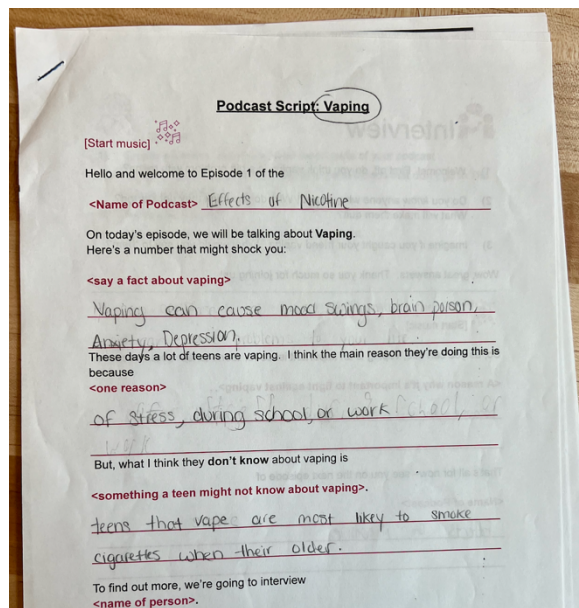 Podcast Script: Vaping
[Start music]
Hello and welcome to Episode 1 of the
<Name of Podcast> Effects of Nicotine
On today's episode, we will be talking about Vaping.
Here's a number that might shock you:
<say a fact about vaping>
Vaping can cause mood swings, brain poison,
Anxiety, Depression.
These days a lot of teens are vaping. I think the main reason they're doing this is
because
<one reason>
of stress, during school, or work
But, what I think they don't know about vaping is
<something a teen might not know about vaping>.
teens that vape are most likely to smoke
cigarettes when their older.
To find out more, we're going to interview
<name of person>.